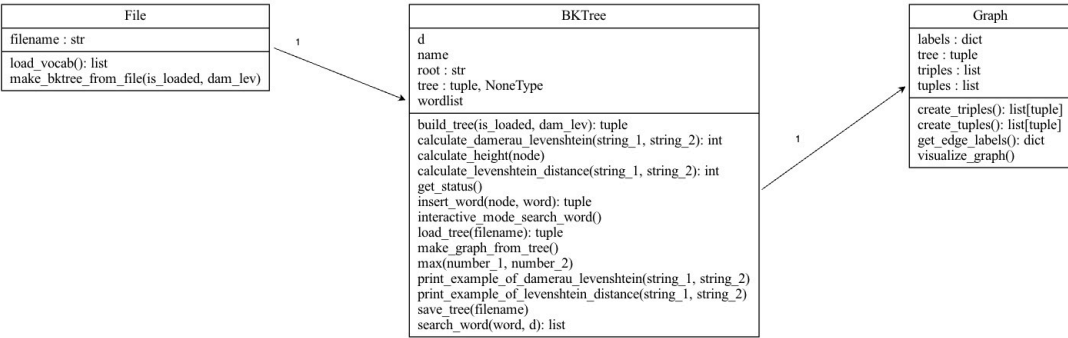 File
filename : str
load_vocab(): list
make_bktree_from_file(is_loaded, dam_lev)
1
BKTree
d
name
root : str
tree : tuple, NoneType
wordlist
build_tree(is_loaded, dam_lev): tuple
calculate_damerau_levenshtein(string_1, string_2): int
calculate_height(node)
calculate_levenshtein_distance(string_1, string_2): int
get_status()
insert_word(node, word): tuple
interactive_mode_search_word()
load_tree(filename): tuple
make_graph_from_tree()
max(number_1, number_2)
print_example_of_damerau_levenshtein(string_1, string_2)
print_example_of_levenshtein_distance(string_1, string_2)
save_tree(filename)
search_word(word, d): list
1
Graph
labels : dict
tree : tuple
triples : list
tuples : list
create_triples(): list[tuple]
create_tuples(): list[tuple]
get_edge_labels(): dict
visualize_graph()